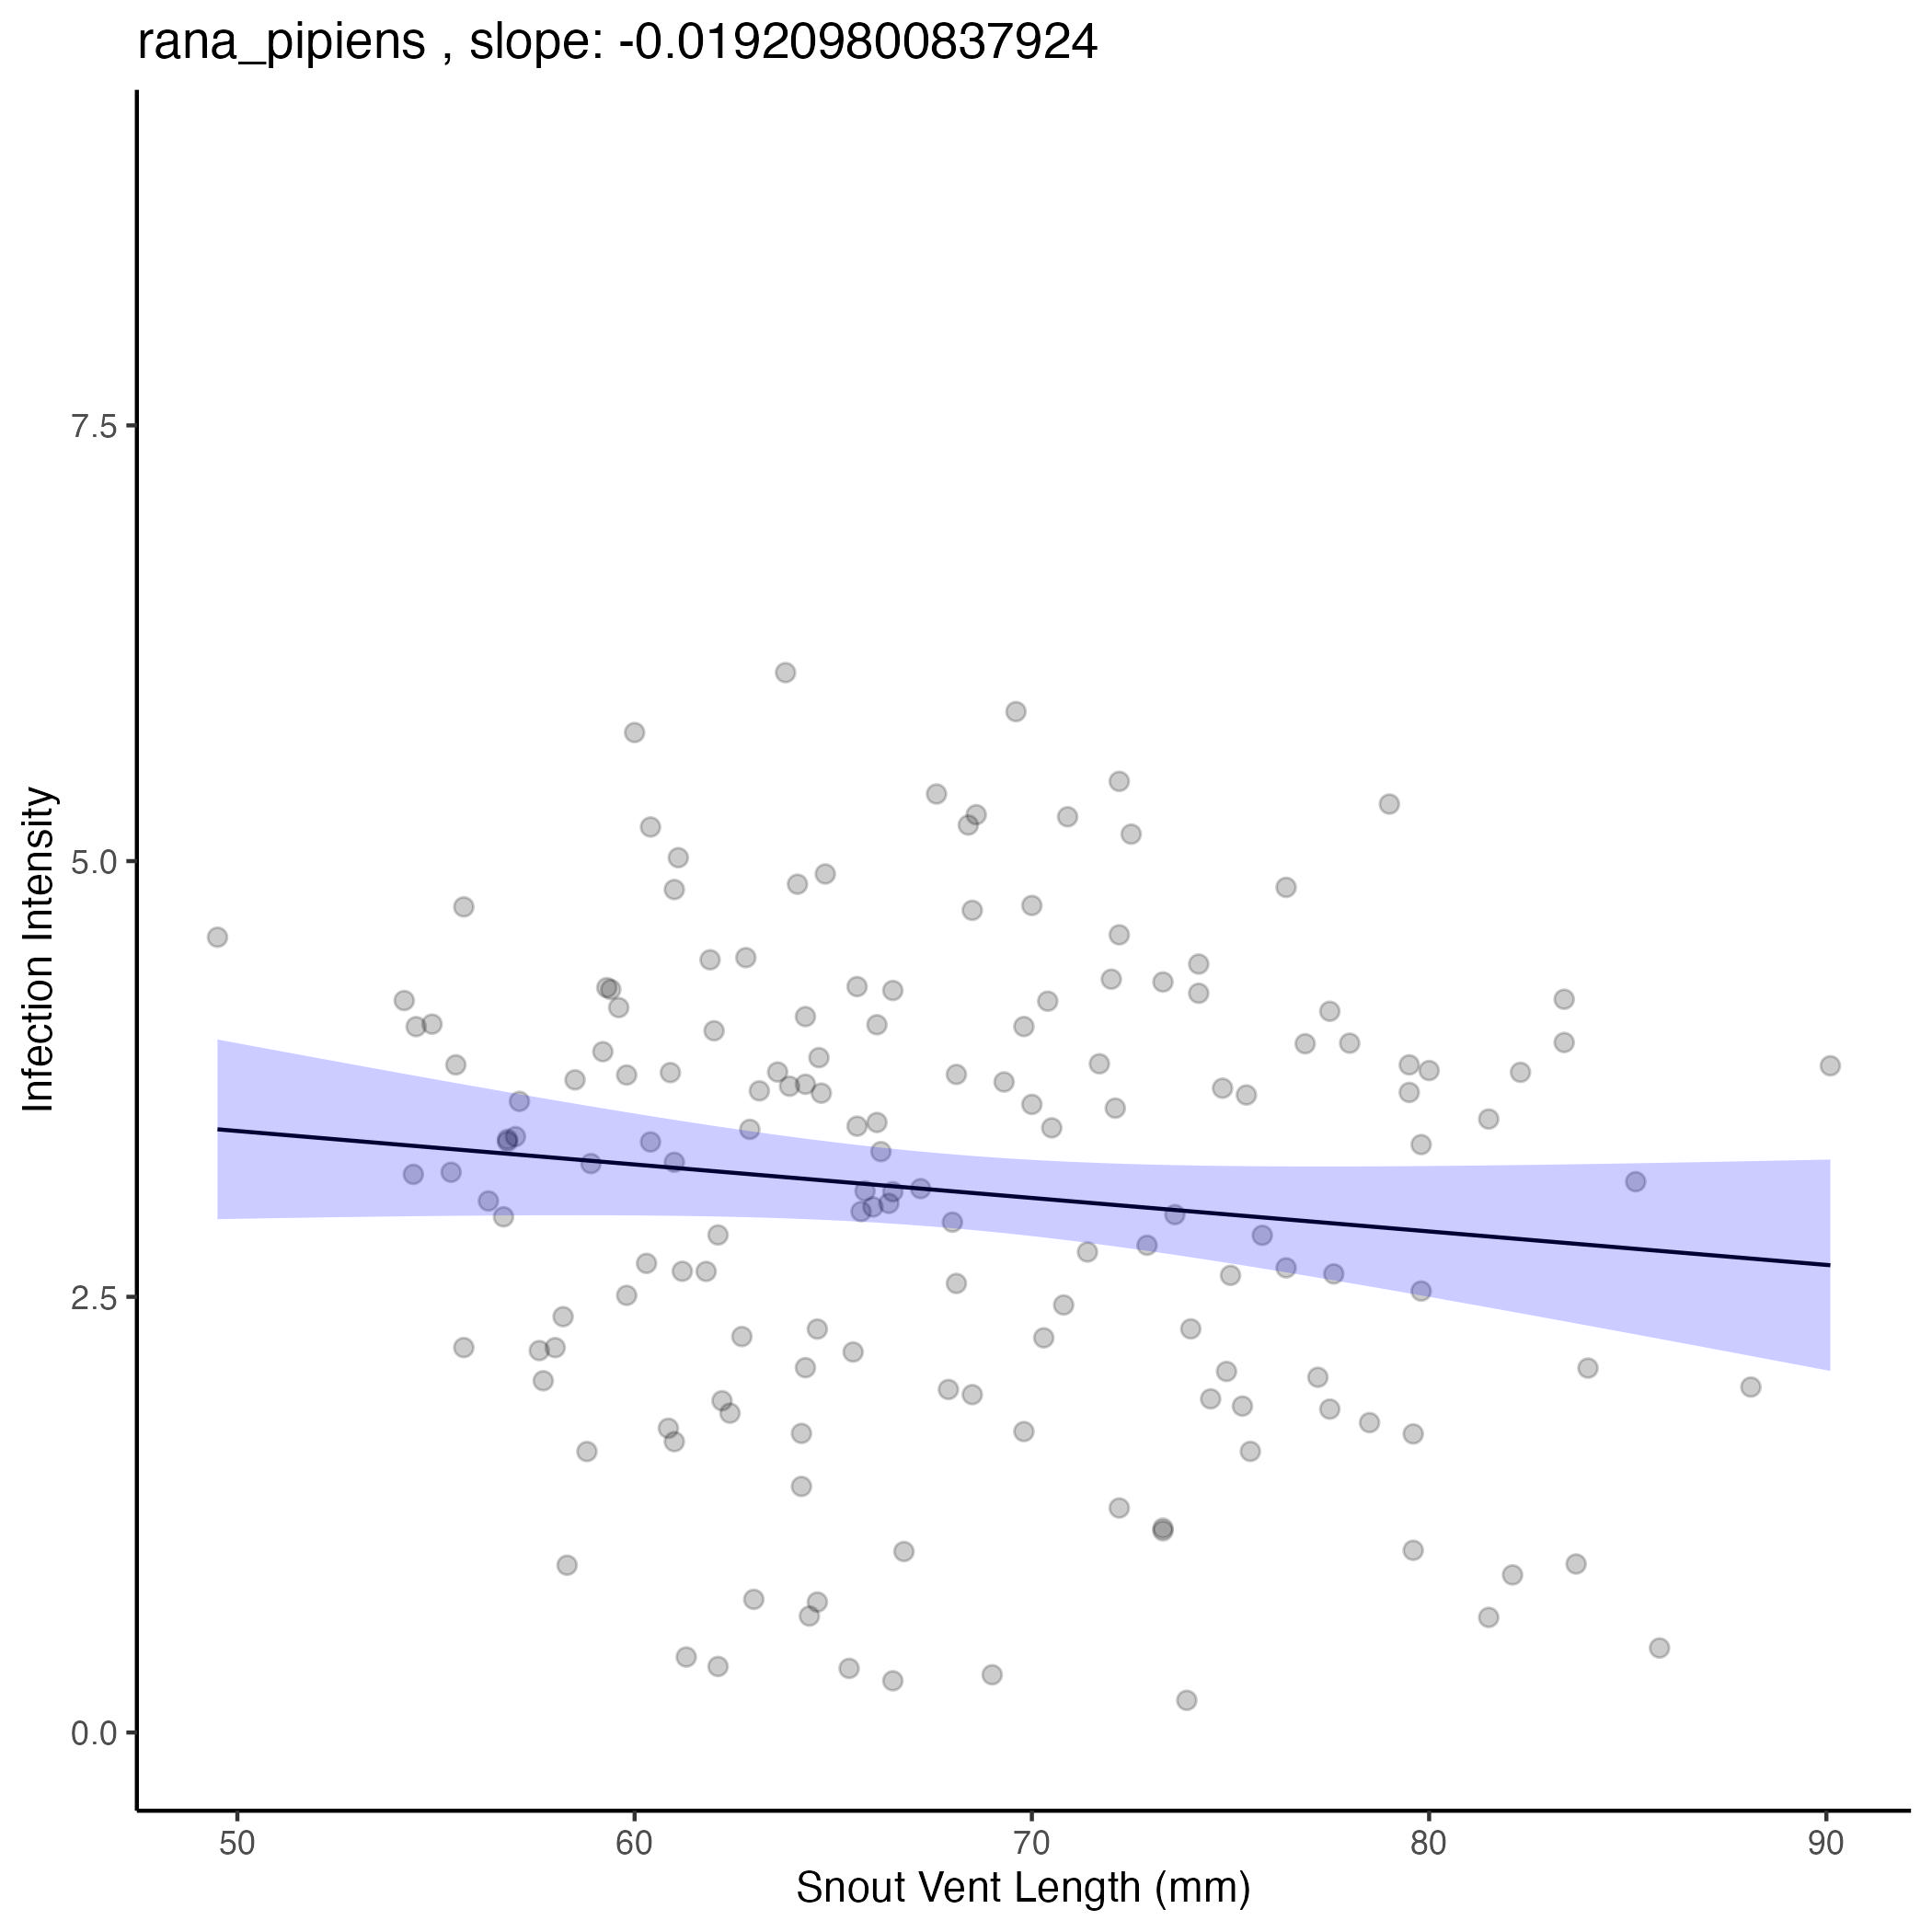 rana_pipiens , slope: -0.019209800837924
7.5
5.0
2.5
0.0
Infection Intensity
50 60 70 80 90
Snout Vent Length (mm)